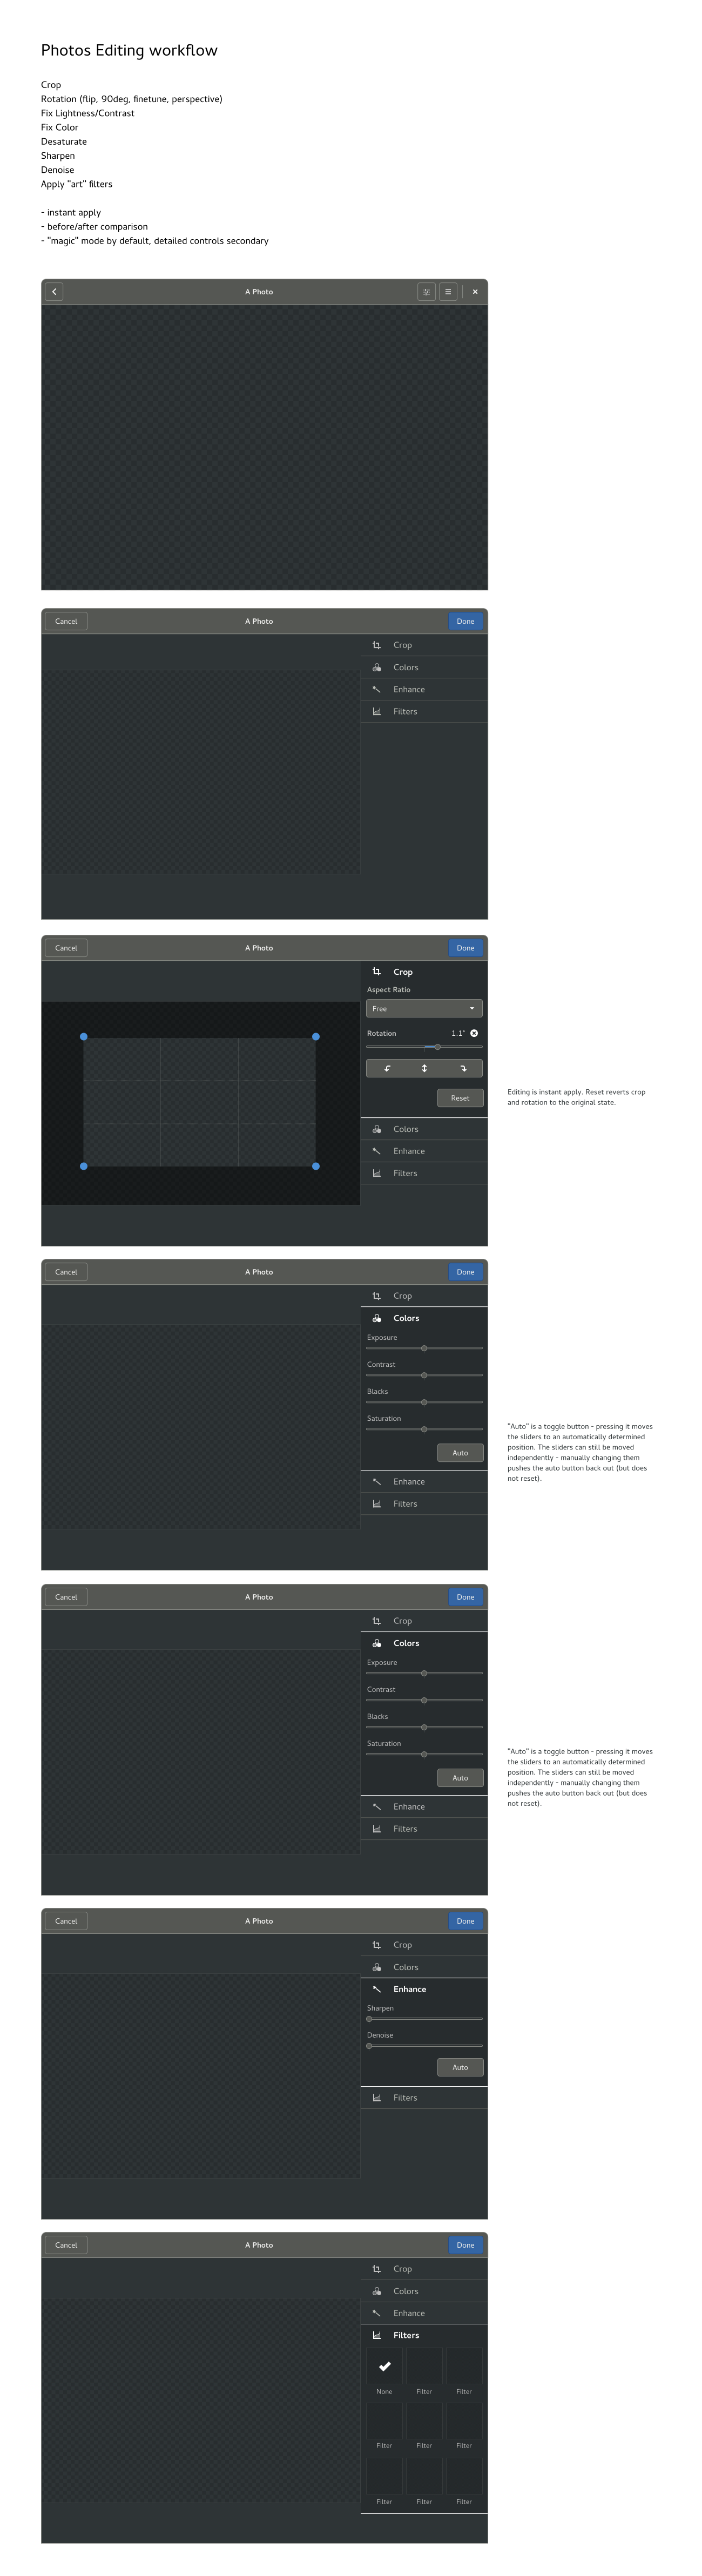 Photos Editing workflow
Crop
Rotation (flip, 90deg, finetune, perspective)
Fix Lightness/Contrast
Fix Color
Desaturate
Sharpen
Denoise
Apply "art" filters
- instant apply
- before/after comparison
- "magic" mode by default, detailed controls secondary
A Photo
Cancel A Photo Done
Crop
Colors
Enhance
Filters
Cancel A Photo Done
Crop
Aspect Ratio
Free
Rotation 1.1°
Reset
Colors
Enhance
Filters
Editing is instant apply. Reset reverts crop
and rotation to the original state.
Cancel A Photo Done
Crop
Colors
Exposure
Contrast
Blacks
Saturation
Auto
Enhance
Filters
"Auto" is a toggle button - pressing it moves
the sliders to an automatically determined
position. The sliders can still be moved
independently - manually changing them
pushes the auto button back out (but does
not reset).
Cancel A Photo Done
Crop
Colors
Exposure
Contrast
Blacks
Saturation
Auto
Enhance
Filters
"Auto" is a toggle button - pressing it moves
the sliders to an automatically determined
position. The sliders can still be moved
independently - manually changing them
pushes the auto button back out (but does
not reset).
Cancel A Photo Done
Crop
Colors
Enhance
Sharpen
Denoise
Auto
Filters
Cancel A Photo Done
Crop
Colors
Enhance
Filters
None Filter Filter
Filter Filter Filter
Filter Filter Filter